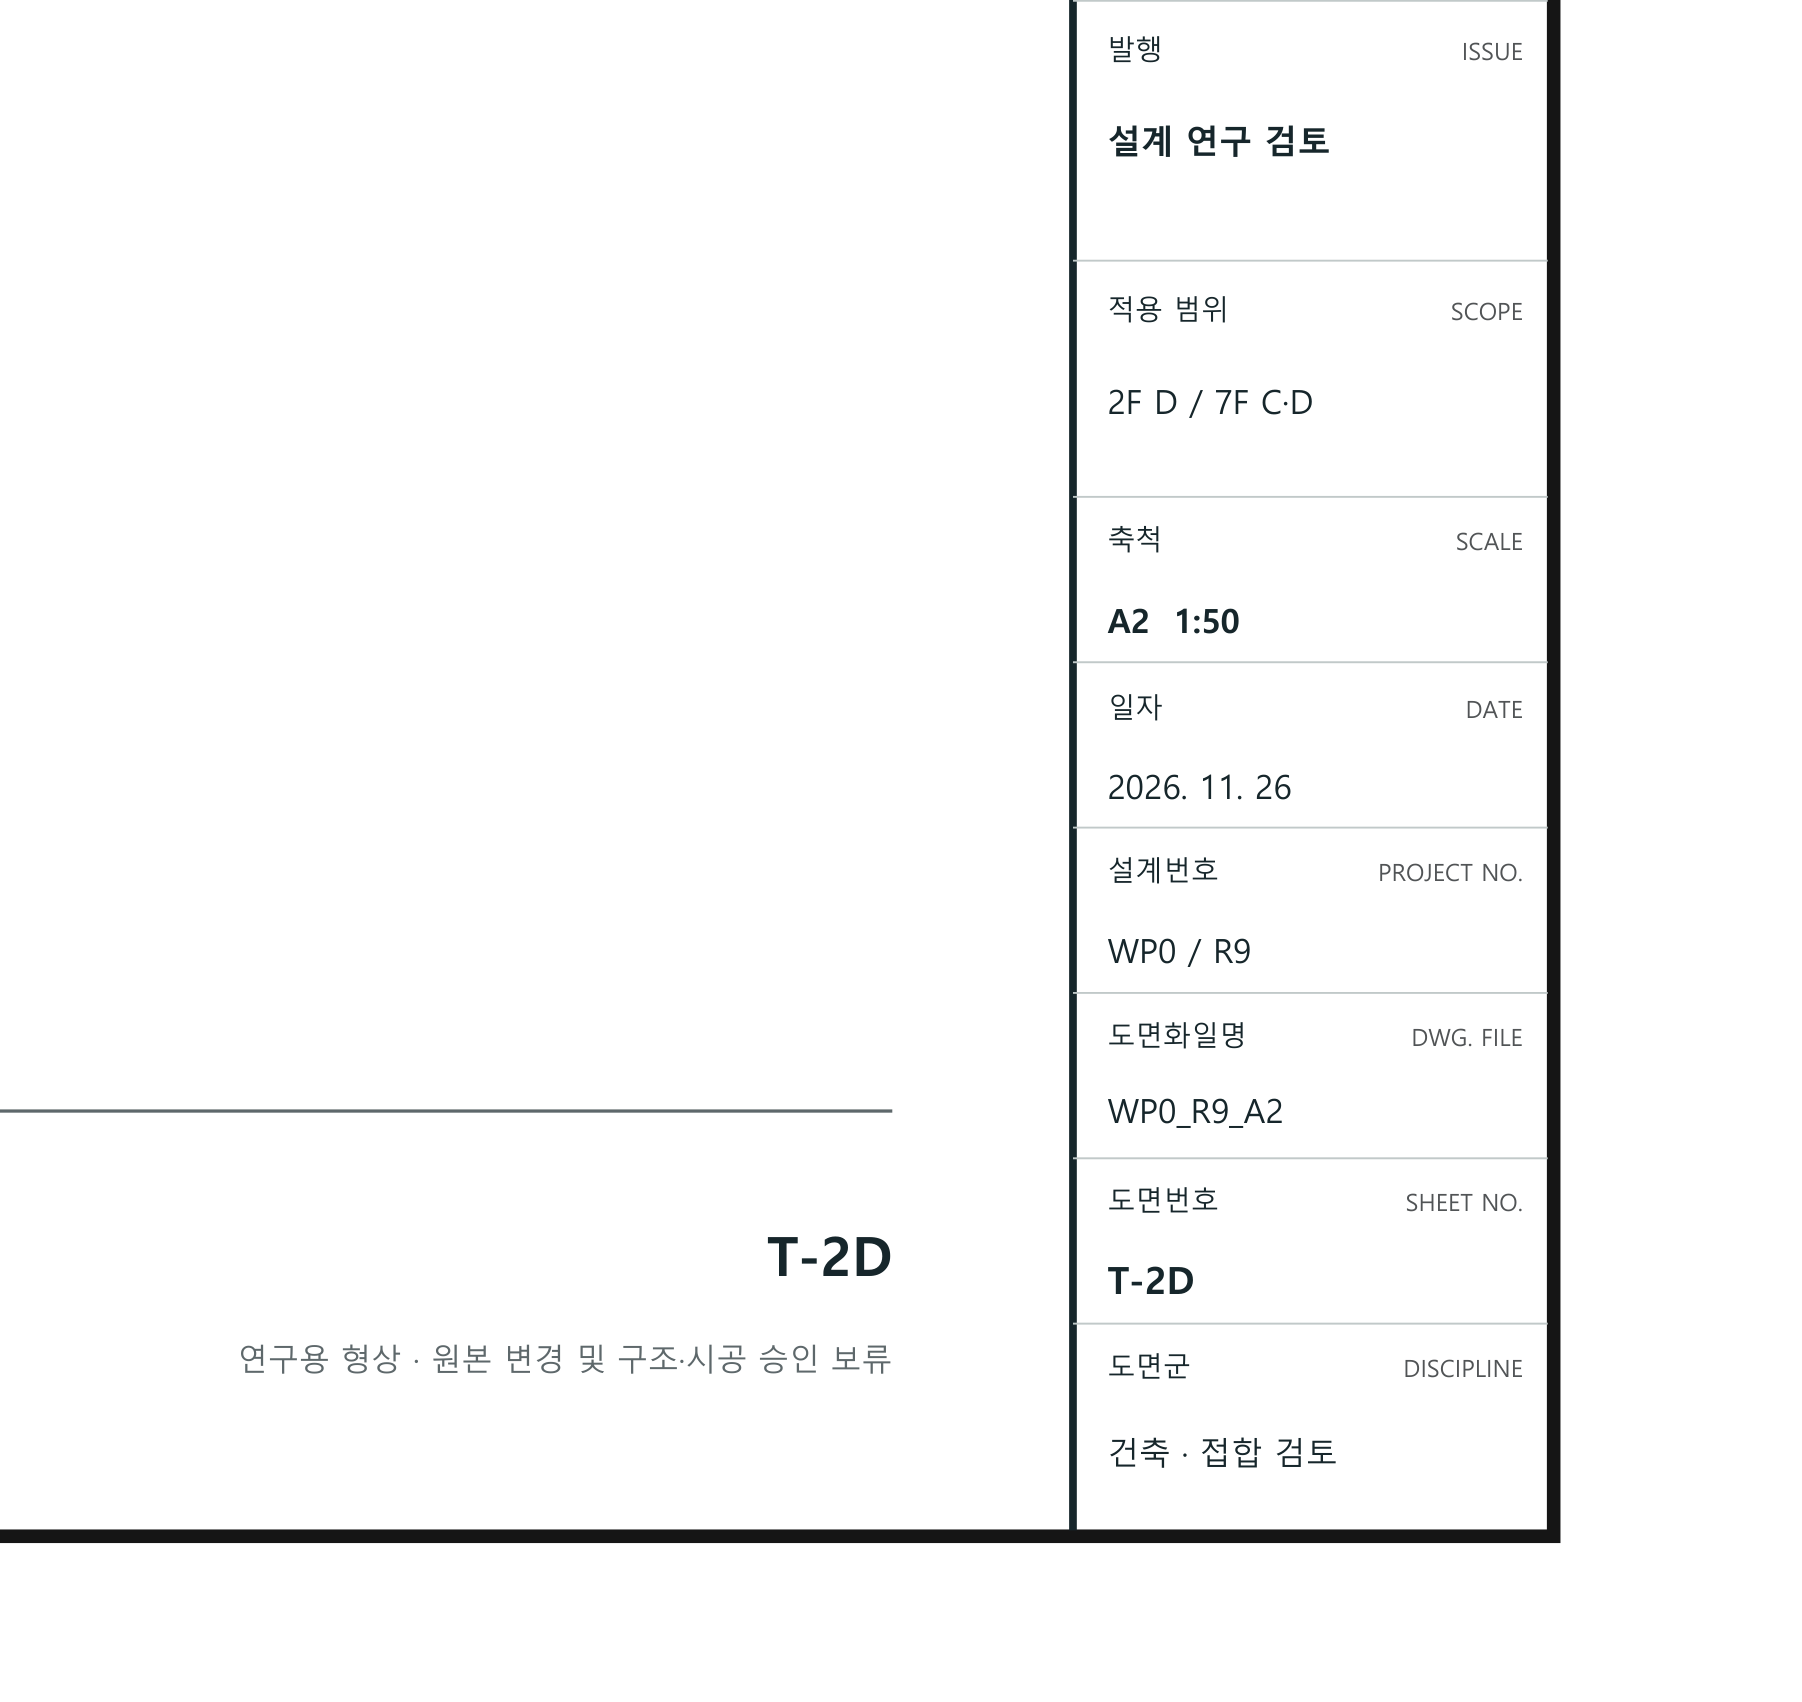 발행 ISSUE
설계 연구 검토
적용 범위 SCOPE
2F D / 7F C·D
축척 SCALE
A2 1:50
일자 DATE
2026. 11. 26
설계번호 PROJECT NO.
WP0 / R9
도면화일명 DWG. FILE
WP0_R9_A2
도면번호 SHEET NO.
T-2D
도면군 DISCIPLINE
건축 · 접합 검토
T-2D
연구용 형상 · 원본 변경 및 구조·시공 승인 보류